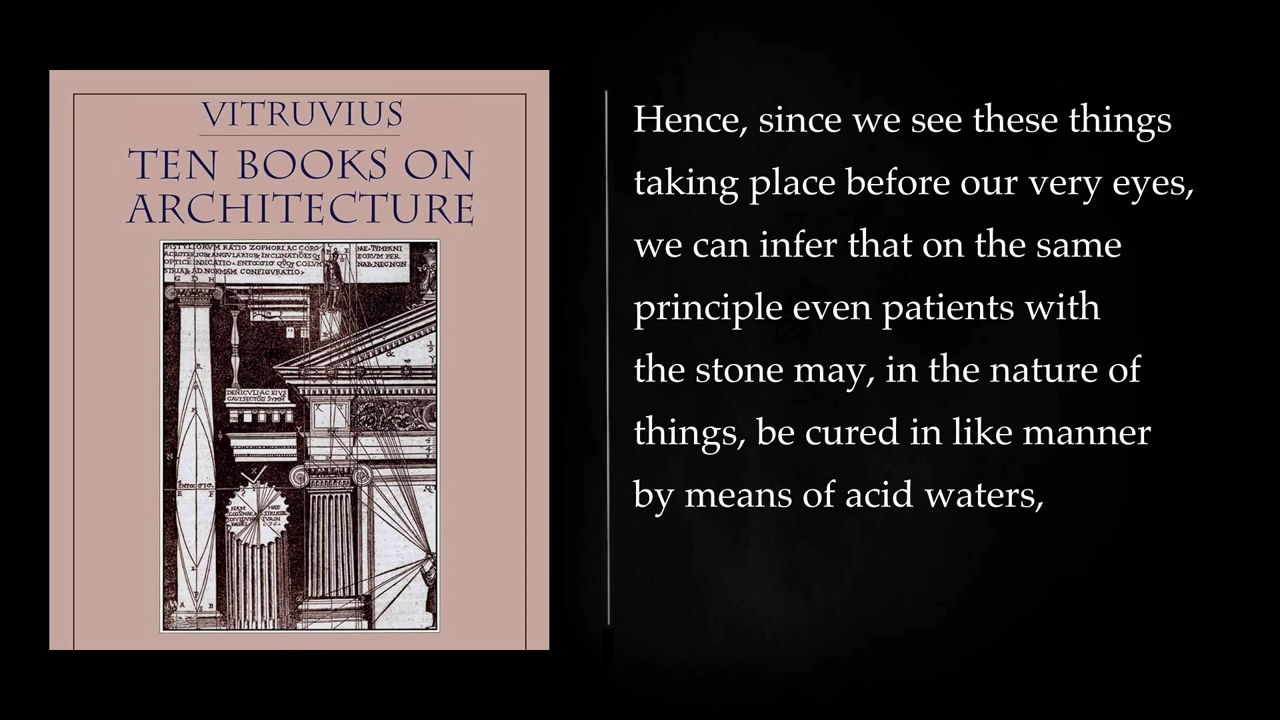 VITRUVIUS
TEN BOOKS ON
ARCHITECTURE
Hence, since we see these things
taking place before our very eyes,
we can infer that on the same
principle even patients with
the stone may, in the nature of
things, be cured in like manner
by means of acid waters,